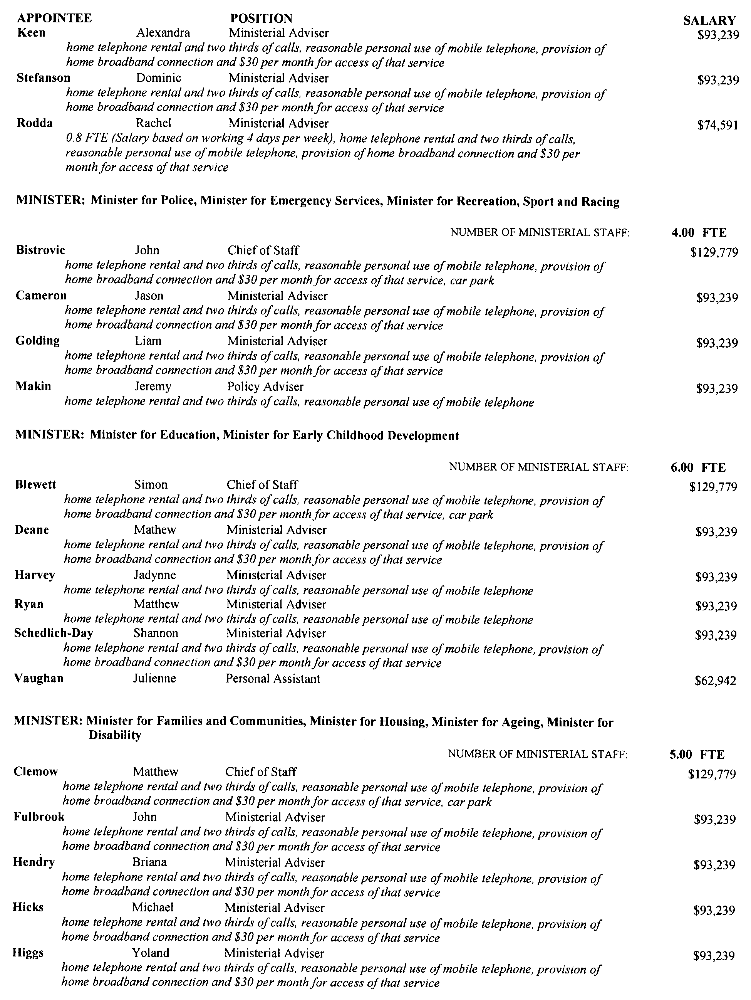 APPOINTEE POSITION SALARY
Keen Alexandra Ministerial Adviser $93,239
home telephone rental and two thirds of calls, reasonable personal use of mobile telephone, provision of
home broadband connection and $30 per month for access of that service
Stefanson Dominic Ministerial Adviser $93,239
home telephone rental and two thirds of calls, reasonable personal use of mobile telephone, provision of
home broadband connection and $30 per month for access of that service
Rodda Rachel Ministerial Adviser $74,591
0.8 FTE (Salary based on working 4 days per week), home telephone rental and two thirds of calls,
reasonable personal use of mobile telephone, provision of home broadband connection and $30 per
month for access of that service
MINISTER: Minister for Police, Minister for Emergency Services, Minister for Recreation, Sport and Racing
NUMBER OF MINISTERIAL STAFF: 4.00 FTE
Bistrovic John Chief of Staff $129,779
home telephone rental and two thirds of calls, reasonable personal use of mobile telephone, provision of
home broadband connection and $30 per month for access of that service, car park
Cameron Jason Ministerial Adviser $93,239
home telephone rental and two thirds of calls, reasonable personal use of mobile telephone, provision of
home broadband connection and $30 per month for access of that service
Golding Liam Ministerial Adviser $93,239
home telephone rental and two thirds of calls, reasonable personal use of mobile telephone, provision of
home broadband connection and $30 per month for access of that service
Makin Jeremy Policy Adviser $93,239
home telephone rental and two thirds of calls, reasonable personal use of mobile telephone
MINISTER: Minister for Education, Minister for Early Childhood Development
NUMBER OF MINISTERIAL STAFF: 6.00 FTE
Blewett Simon Chief of Staff $129,779
home telephone rental and two thirds of calls, reasonable personal use of mobile telephone, provision of
home broadband connection and $30 per month for access of that service, car park
Deane Mathew Ministerial Adviser $93,239
home telephone rental and two thirds of calls, reasonable personal use of mobile telephone, provision of
home broadband connection and $30 per month for access of that service
Harvey Jadynne Ministerial Adviser $93,239
home telephone rental and two thirds of calls, reasonable personal use of mobile telephone
Ryan Matthew Ministerial Adviser $93,239
home telephone rental and two thirds of calls, reasonable personal use of mobile telephone
Schedlich-Day Shannon Ministerial Adviser $93,239
home telephone rental and two thirds of calls, reasonable personal use of mobile telephone, provision of
home broadband connection and $30 per month for access of that service
Vaughan Julienne Personal Assistant $62,942
MINISTER: Minister for Families and Communities, Minister for Housing, Minister for Ageing, Minister for
Disability
NUMBER OF MINISTERIAL STAFF: 5.00 FTE
Clemow Matthew Chief of Staff $129,779
home telephone rental and two thirds of calls, reasonable personal use of mobile telephone, provision of
home broadband connection and $30 per month for access of that service, car park
Fulbrook John Ministerial Adviser $93,239
home telephone rental and two thirds of calls, reasonable personal use of mobile telephone, provision of
home broadband connection and $30 per month for access of that service
Hendry Briana Ministerial Adviser $93,239
home telephone rental and two thirds of calls, reasonable personal use of mobile telephone, provision of
home broadband connection and $30 per month for access of that service
Hicks Michael Ministerial Adviser $93,239
home telephone rental and two thirds of calls, reasonable personal use of mobile telephone, provision of
home broadband connection and $30 per month for access of that service
Higgs Yoland Ministerial Adviser $93,239
home telephone rental and two thirds of calls, reasonable personal use of mobile telephone, provision of
home broadband connection and $30 per month for access of that service